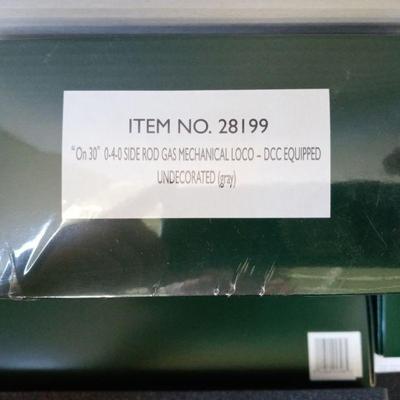 ITEM NO. 28199
"On 30" 0-4-0 SIDE ROD GAS MECHANICAL LOCO – DCC EQUIPPED
UNDECORATED (gray)